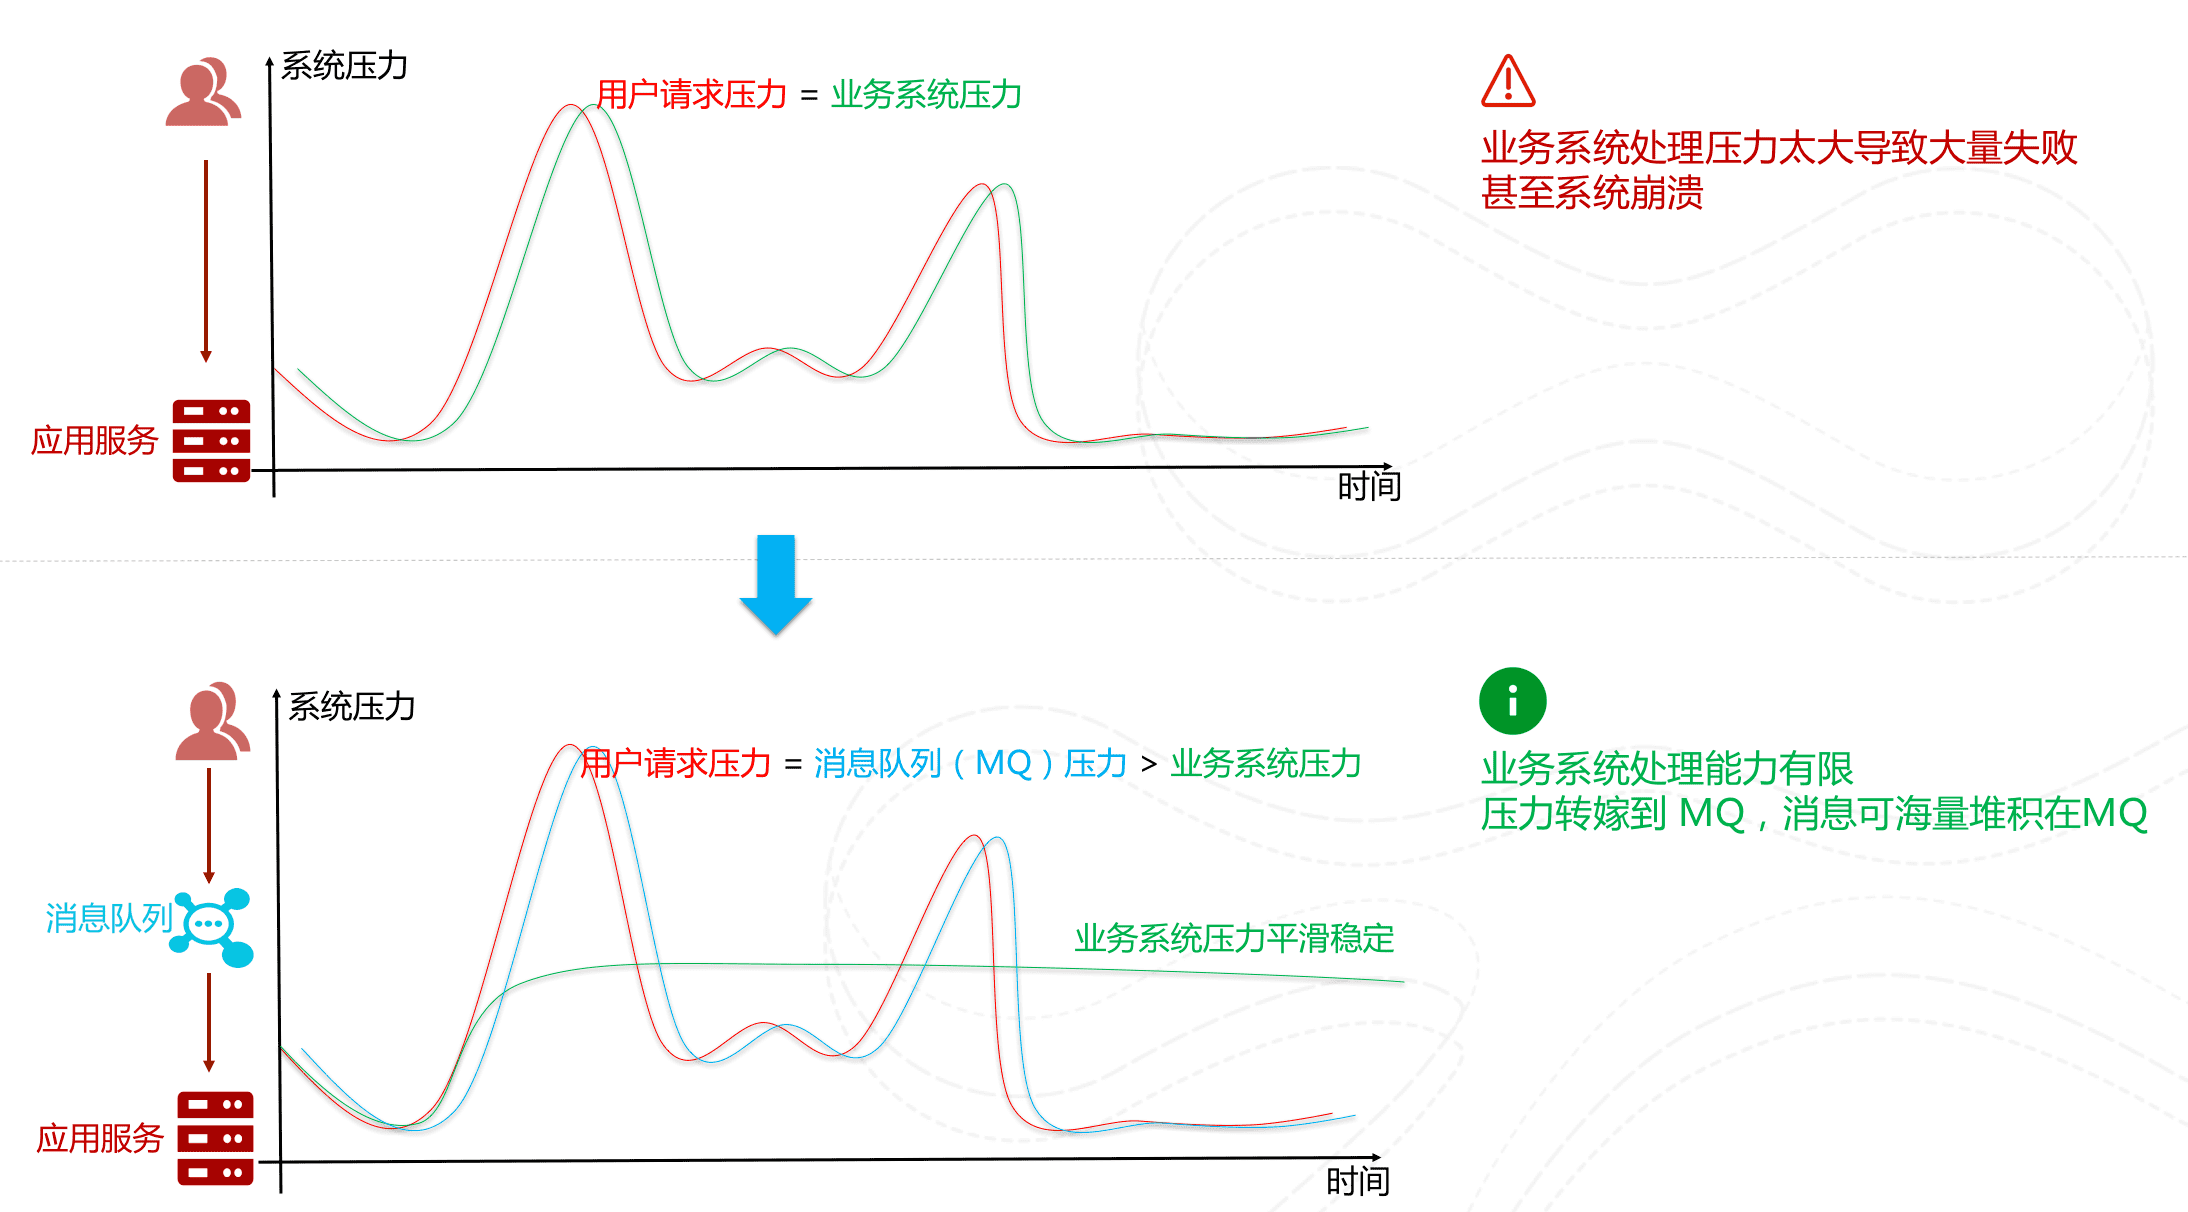 系统压力
用户请求压力 = 业务系统压力
业务系统处理压力太大导致大量失败
甚至系统崩溃
应用服务
时间
系统压力
用户请求压力 = 消息队列（MQ）压力 > 业务系统压力
业务系统处理能力有限
压力转嫁到 MQ，消息可海量堆积在MQ
消息队列
业务系统压力平滑稳定
应用服务
时间